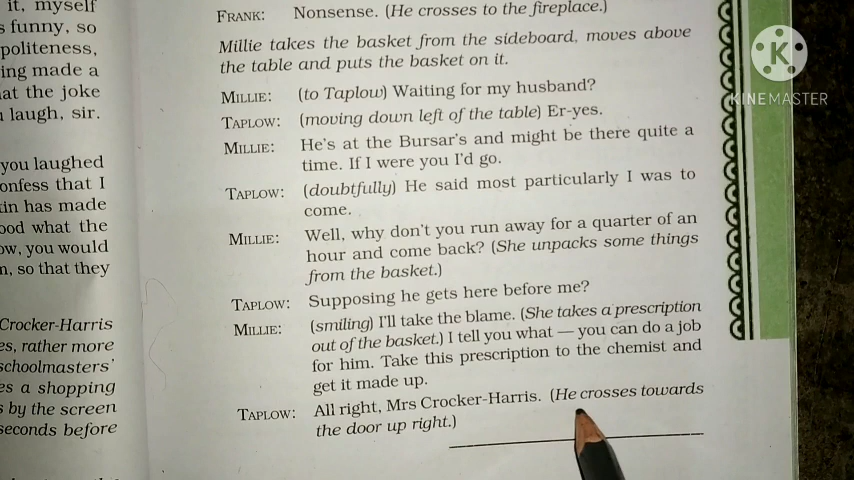 it, myself
s funny, so
politeness,
ing made a
at the joke
laugh, sir.
you laughed
onfess that I
tin has made
ood what the
ow, you would
n, so that they
Crocker-Harris
es, rather more
schoolmasters'
es a shopping
s by the screen
seconds before
FRANK: Nonsense. (He crosses to the fireplace.)
Millie takes the basket from the sideboard, moves above
the table and puts the basket on it.
MILLIE: (to Taplow) Waiting for my husband?
TAPLOW: (moving down left of the table) Er-yes.
MILLIE: He's at the Bursar's and might be there quite a
time. If I were you I'd go.
TAPLOW: (doubtfully) He said most particularly I was to
come.
MILLIE: Well, why don't you run away for a quarter of an
hour and come back? (She unpacks some things
from the basket.)
TAPLOW: Supposing he gets here before me?
MILLIE: (smiling) I'll take the blame. (She takes a prescription
out of the basket.) I tell you what — you can do a job
for him. Take this prescription to the chemist and
get it made up.
TAPLOW: All right, Mrs Crocker-Harris. (He crosses towards
the door up right.)
KINEMASTER